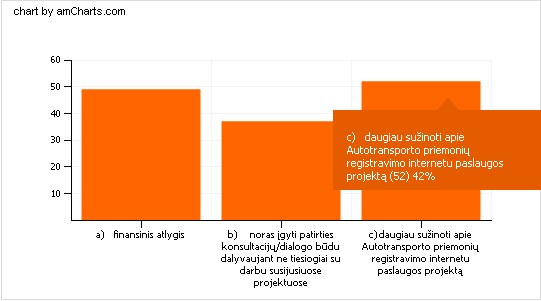 chart by amCharts.com
60
50
40
30
20
10
c) daugiau sužinoti apie
Autotransporto priemonių
registravimo internetu paslaugos
projektą (52) 42%
a) finansinis atlygis
b) noras įgyti patirties
konsultacijų/dialogo būdu
dalyvaujant ne tiesiogiai su
darbu susijusiuose
projektuose
c)daugiau sužinoti apie
Autotransporto priemonių
registravimo internetu
paslaugos projektą